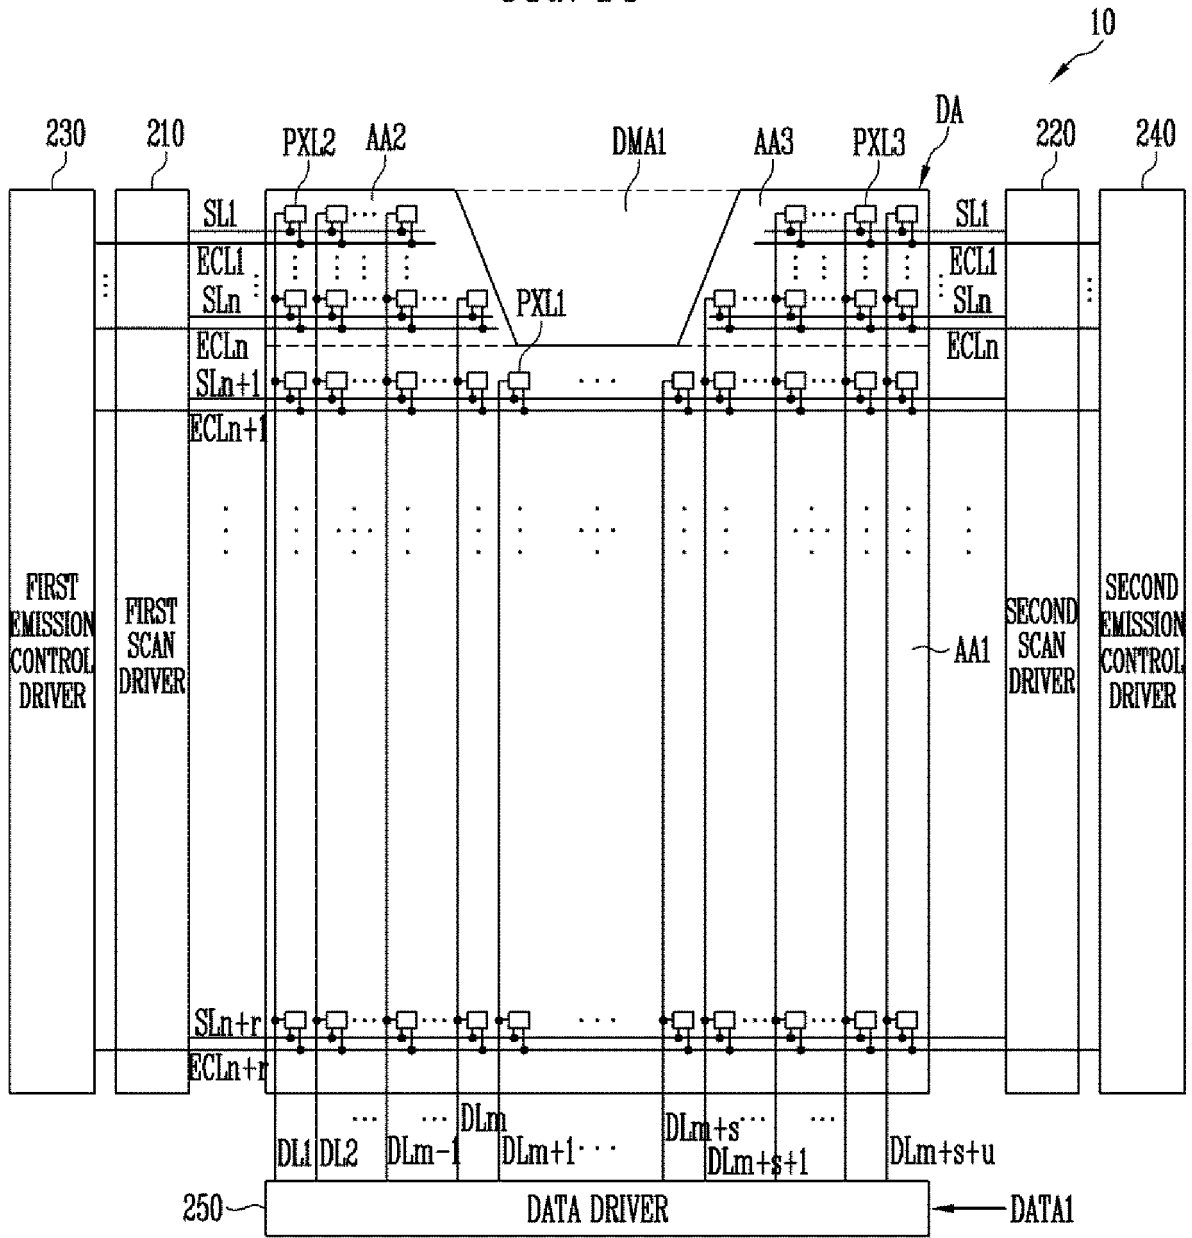 10
230
210
PXL2
AA2
DMA1
AA3
PXL3
DA
220
240
SL1
SL1
ECL1
ECL1
SLn
SLn
PXL1
ECLn
ECLn
SLn+1
ECLn+1
FIRST
EMISSION
CONTROL
DRIVER
FIRST
SCAN
DRIVER
SECOND
SCAN
DRIVER
SECOND
EMISSION
CONTROL
DRIVER
AA1
SLn+r
ECLn+r
DL1
DL2
DLm-1
DLm
DLm+1
DLm+s
DLm+s+1
DLm+s+u
250
DATA DRIVER
DATA1